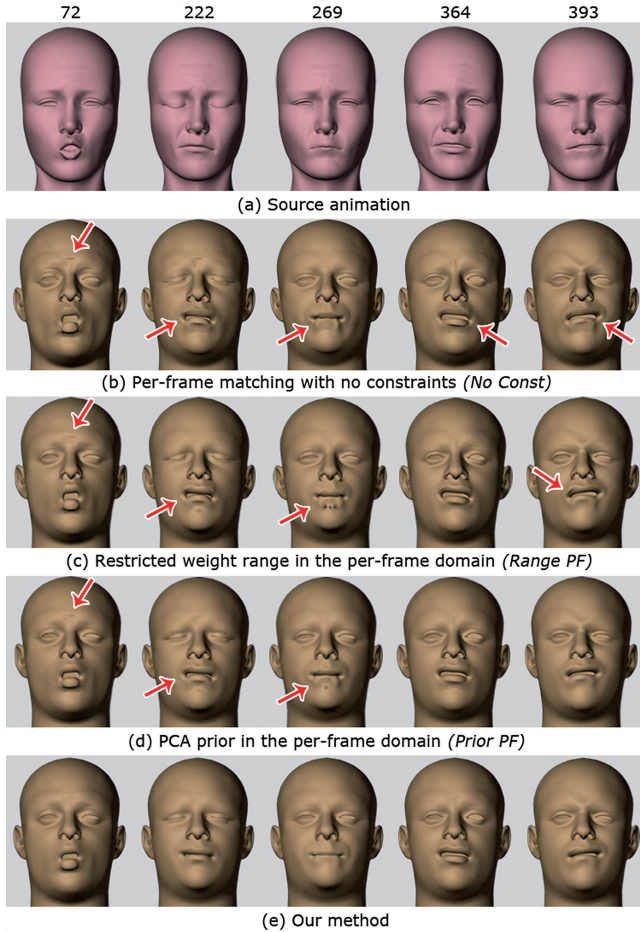 72 222 269 364 393
(a) Source animation
(b) Per-frame matching with no constraints (No Const)
(c) Restricted weight range in the per-frame domain (Range PF)
(d) PCA prior in the per-frame domain (Prior PF)
(e) Our method